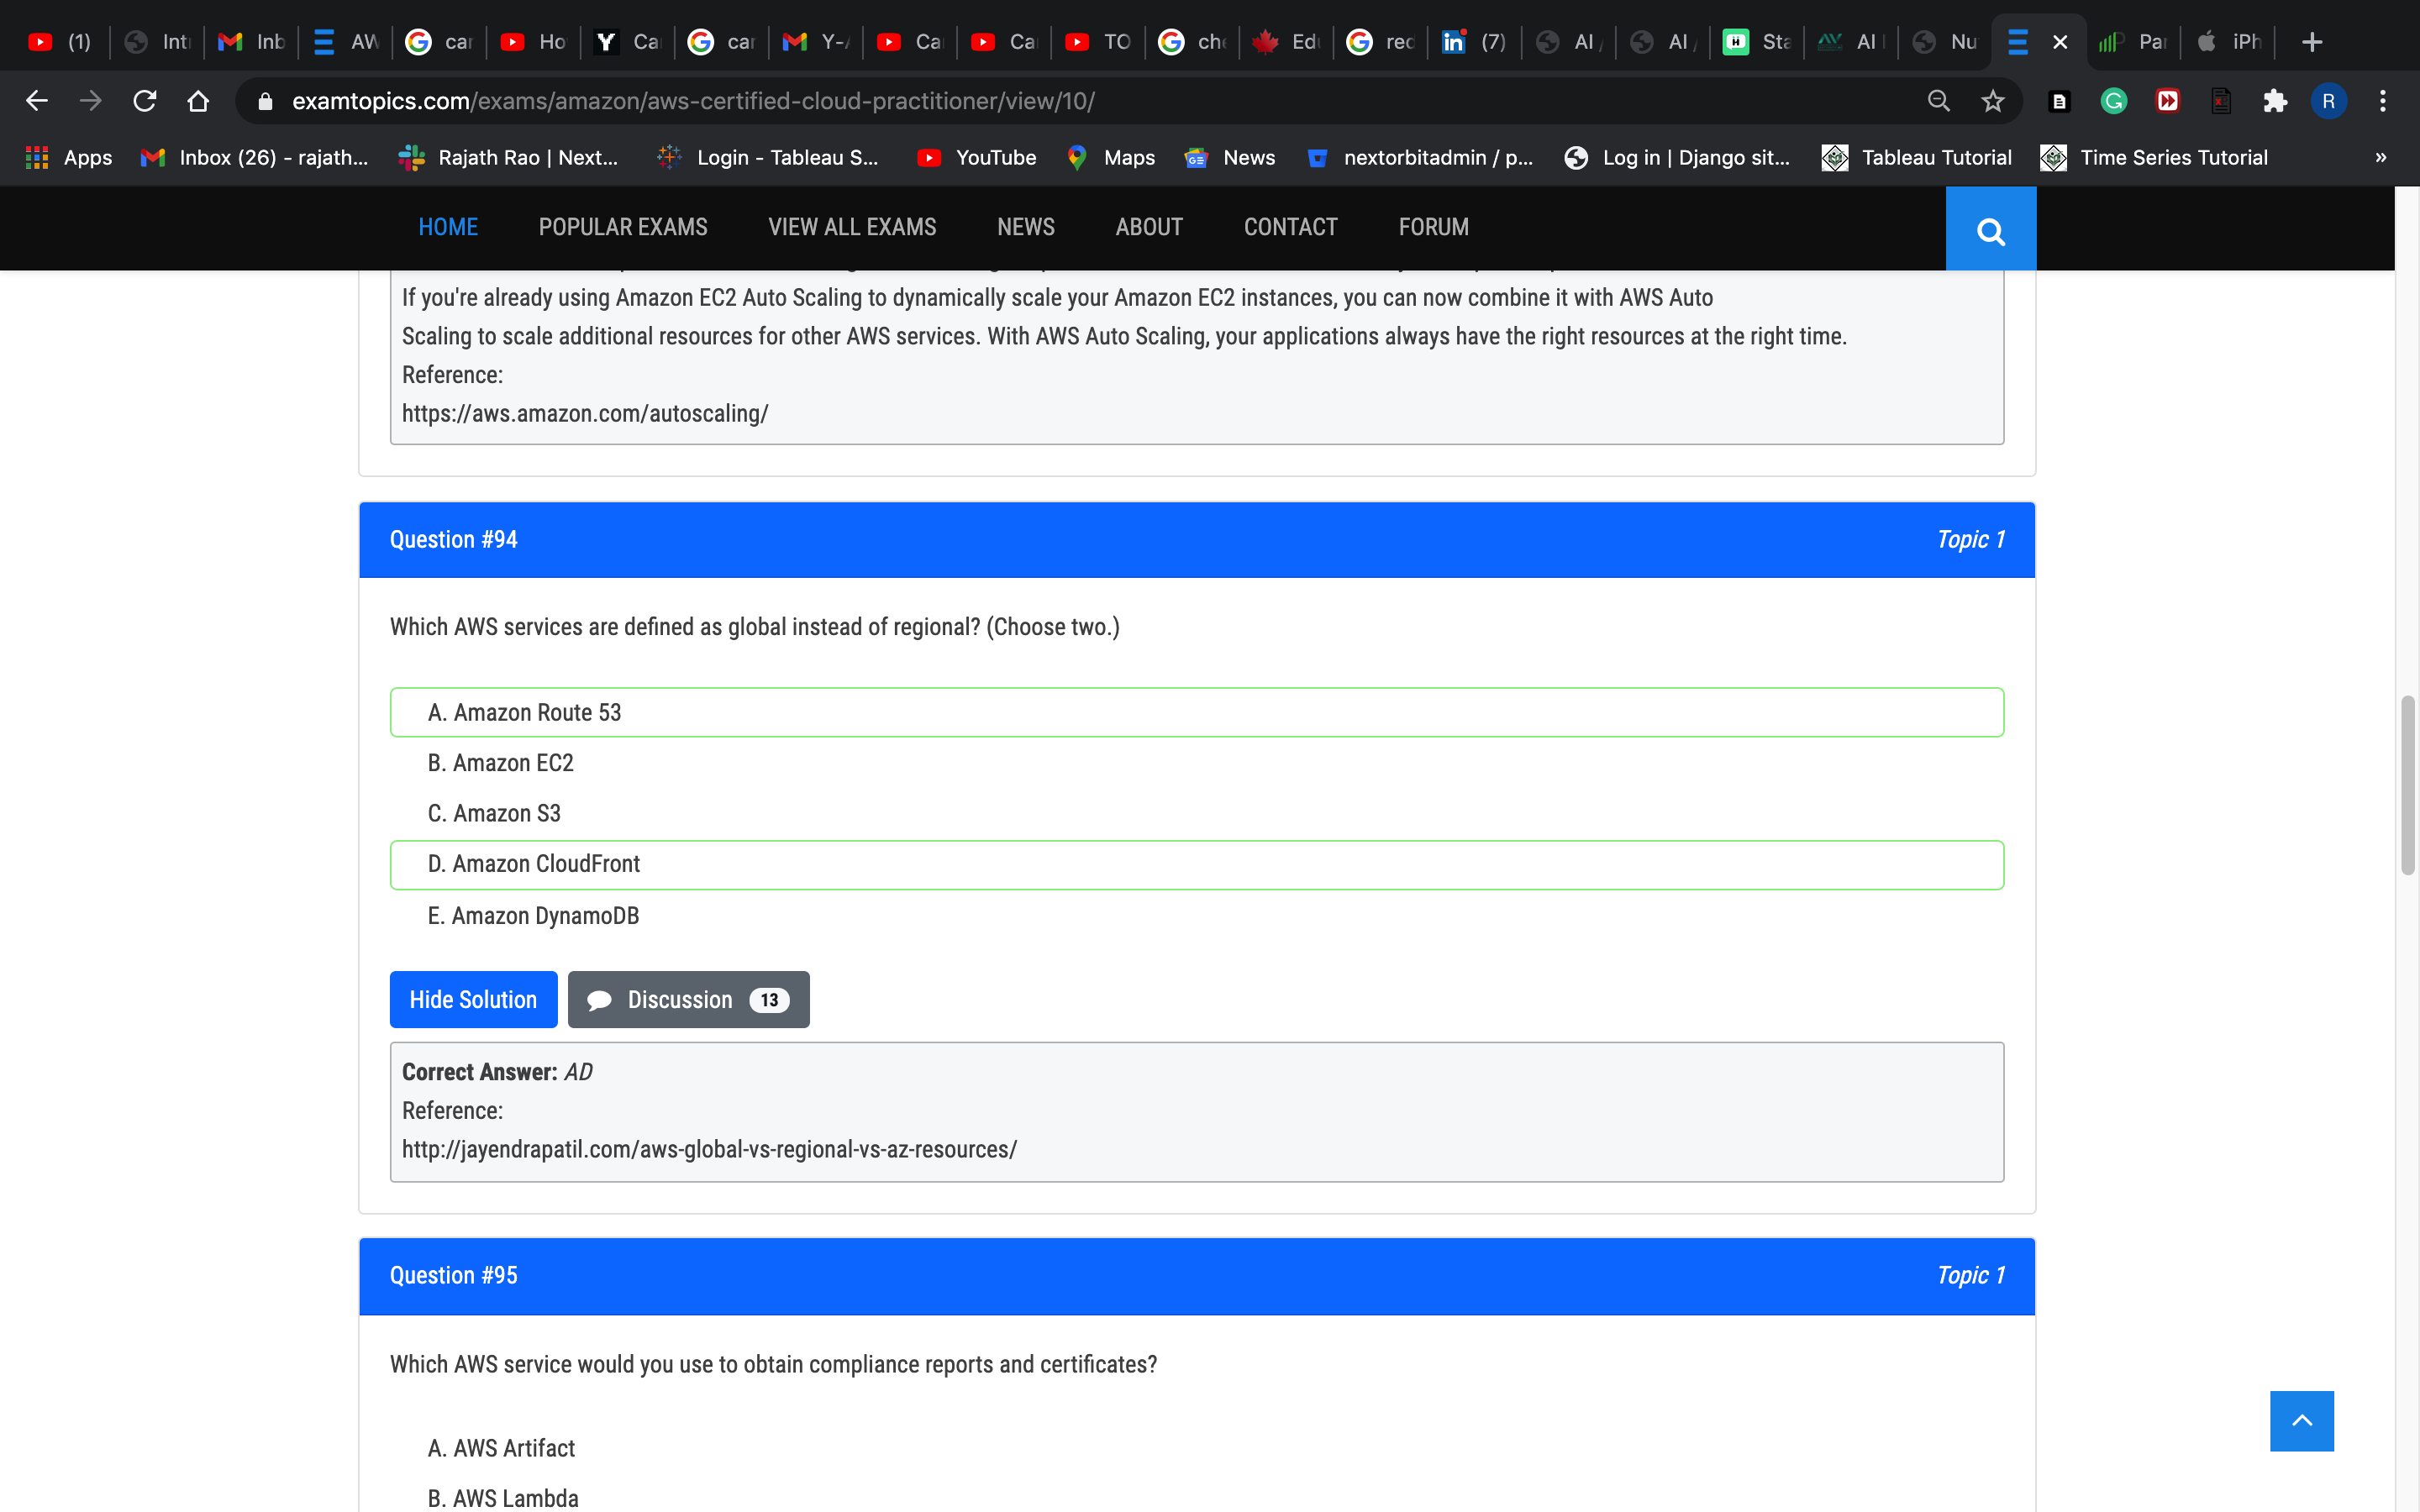 (1) Int Inb AW car Ho Ca car Y- Ca Ca TO che Edu rec (7) AI AI Sta AI Nu Par iPh
examtopics.com/exams/amazon/aws-certified-cloud-practitioner/view/10/ R
Apps Inbox (26) - rajath... Rajath Rao | Next... Login - Tableau S... YouTube Maps News nextorbitadmin / p... Log in | Django sit... Tableau Tutorial Time Series Tutorial »
HOME POPULAR EXAMS VIEW ALL EXAMS NEWS ABOUT CONTACT FORUM
If you're already using Amazon EC2 Auto Scaling to dynamically scale your Amazon EC2 instances, you can now combine it with AWS Auto
Scaling to scale additional resources for other AWS services. With AWS Auto Scaling, your applications always have the right resources at the right time.
Reference:
https://aws.amazon.com/autoscaling/
Question #94 Topic 1
Which AWS services are defined as global instead of regional? (Choose two.)
A. Amazon Route 53
B. Amazon EC2
C. Amazon S3
D. Amazon CloudFront
E. Amazon DynamoDB
Hide Solution Discussion 13
Correct Answer: AD
Reference:
http://jayendrapatil.com/aws-global-vs-regional-vs-az-resources/
Question #95 Topic 1
Which AWS service would you use to obtain compliance reports and certificates?
A. AWS Artifact
B. AWS Lambda